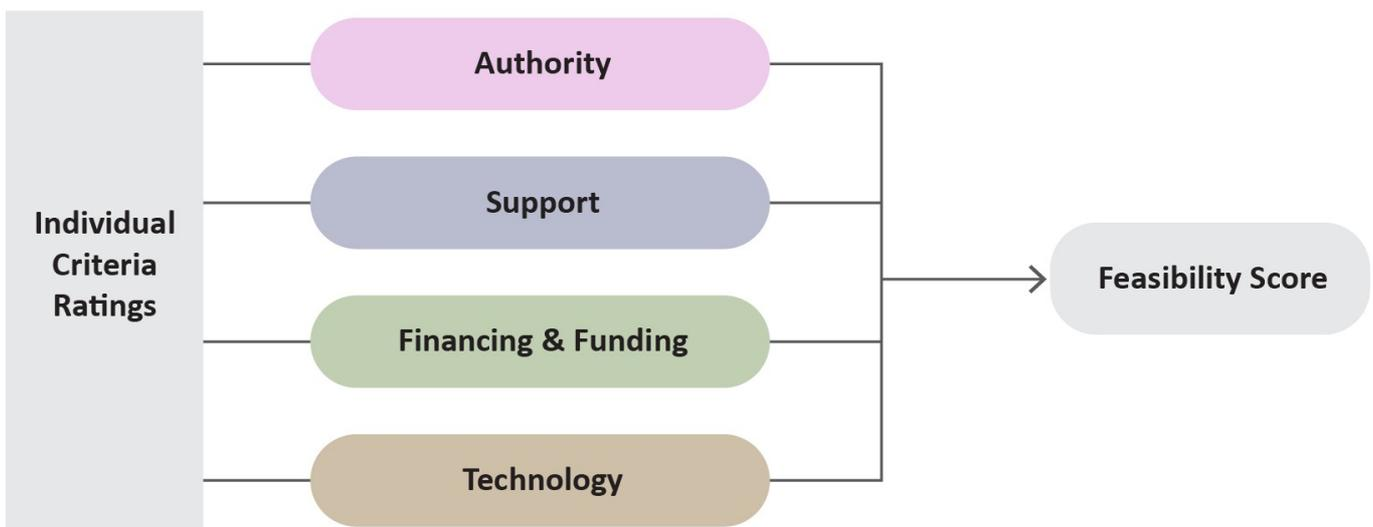 Individual
Criteria
Ratings
Authority
Support
Financing & Funding
Technology
Feasibility Score